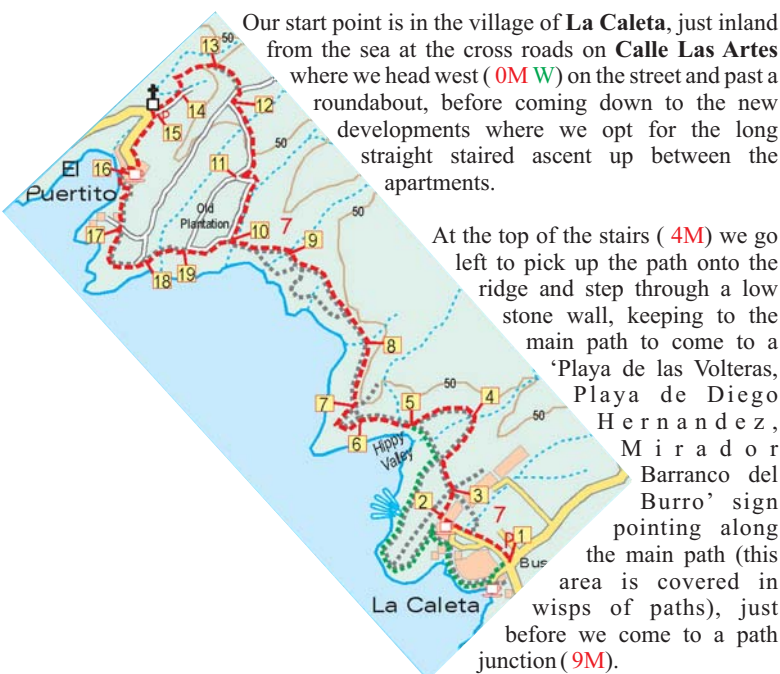 Our start point is in the village of La Caleta, just inland
from the sea at the cross roads on Calle Las Artes
where we head west ( 0M W) on the street and past a
roundabout, before coming down to the new
developments where we opt for the long
straight staired ascent up between the
apartments.
At the top of the stairs ( 4M) we go
left to pick up the path onto the
ridge and step through a low
stone wall, keeping to the
main path to come to a
‘Playa de las Volteras,
Playa de Diego
Hernandez,
Mirador
Barranco del
Burro’ sign
pointing along
the main path (this
area is covered in
wisps of paths), just
before we come to a path
junction ( 9M).
50
13
14
12
P
15
50
16
El
Puertito
11
Old
Plantation
50
17
10
7
9
18
19
8
50
7
5
4
50
6
Hippy
Valley
2
3
7
P
1
Bus
La Caleta